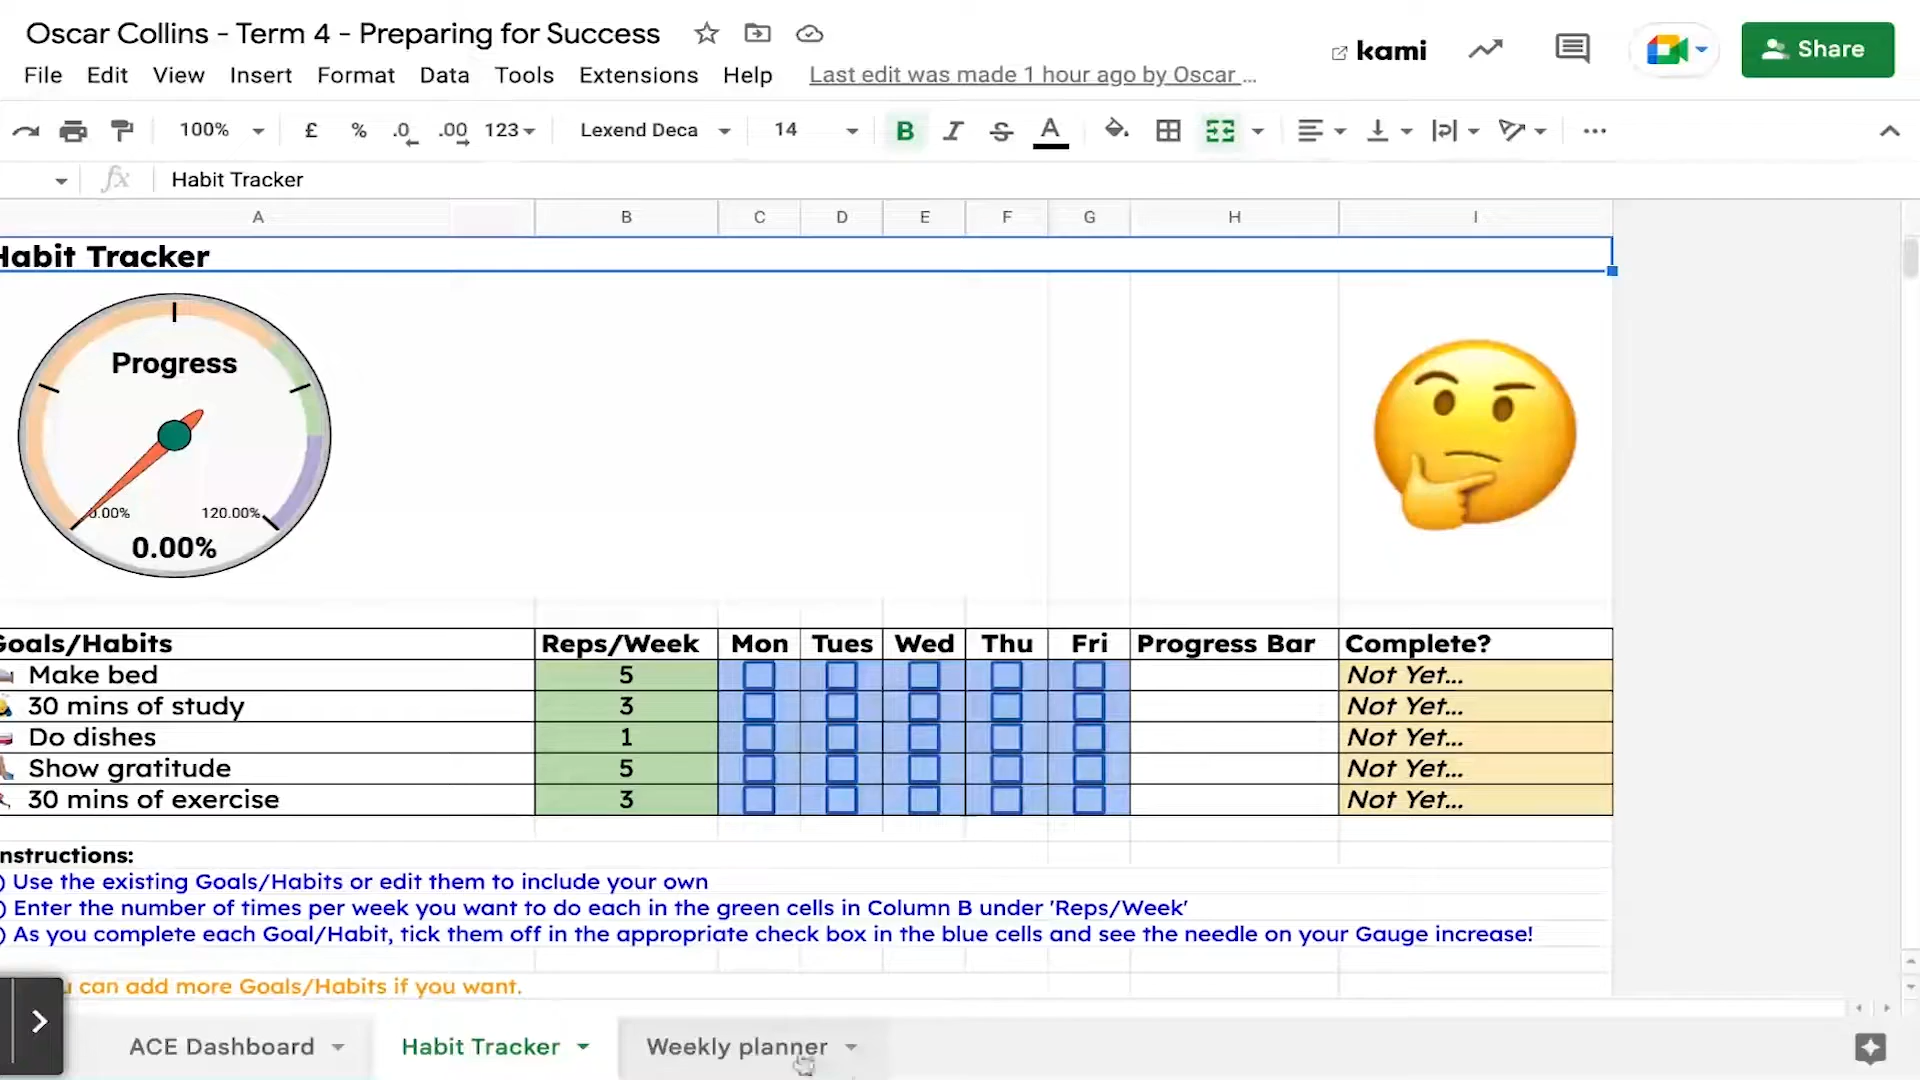 Oscar Collins - Term 4 - Preparing for Success
kami
Share
File Edit View Insert Format Data Tools Extensions Help Last edit was made 1 hour ago by Oscar ...
100% £ % .0 .00 123 Lexend Deca 14 B I S A
fx Habit Tracker
A B C D E F G H I
Habit Tracker
Progress
0.00% 120.00%
0.00%
Goals/Habits Reps/Week Mon Tues Wed Thu Fri Progress Bar Complete?
Make bed 5 Not Yet...
30 mins of study 3 Not Yet...
Do dishes 1 Not Yet...
Show gratitude 5 Not Yet...
30 mins of exercise 3 Not Yet...
nstructions:
) Use the existing Goals/Habits or edit them to include your own
) Enter the number of times per week you want to do each in the green cells in Column B under 'Reps/Week'
) As you complete each Goal/Habit, tick them off in the appropriate check box in the blue cells and see the needle on your Gauge increase!
u can add more Goals/Habits if you want.
ACE Dashboard Habit Tracker Weekly planner